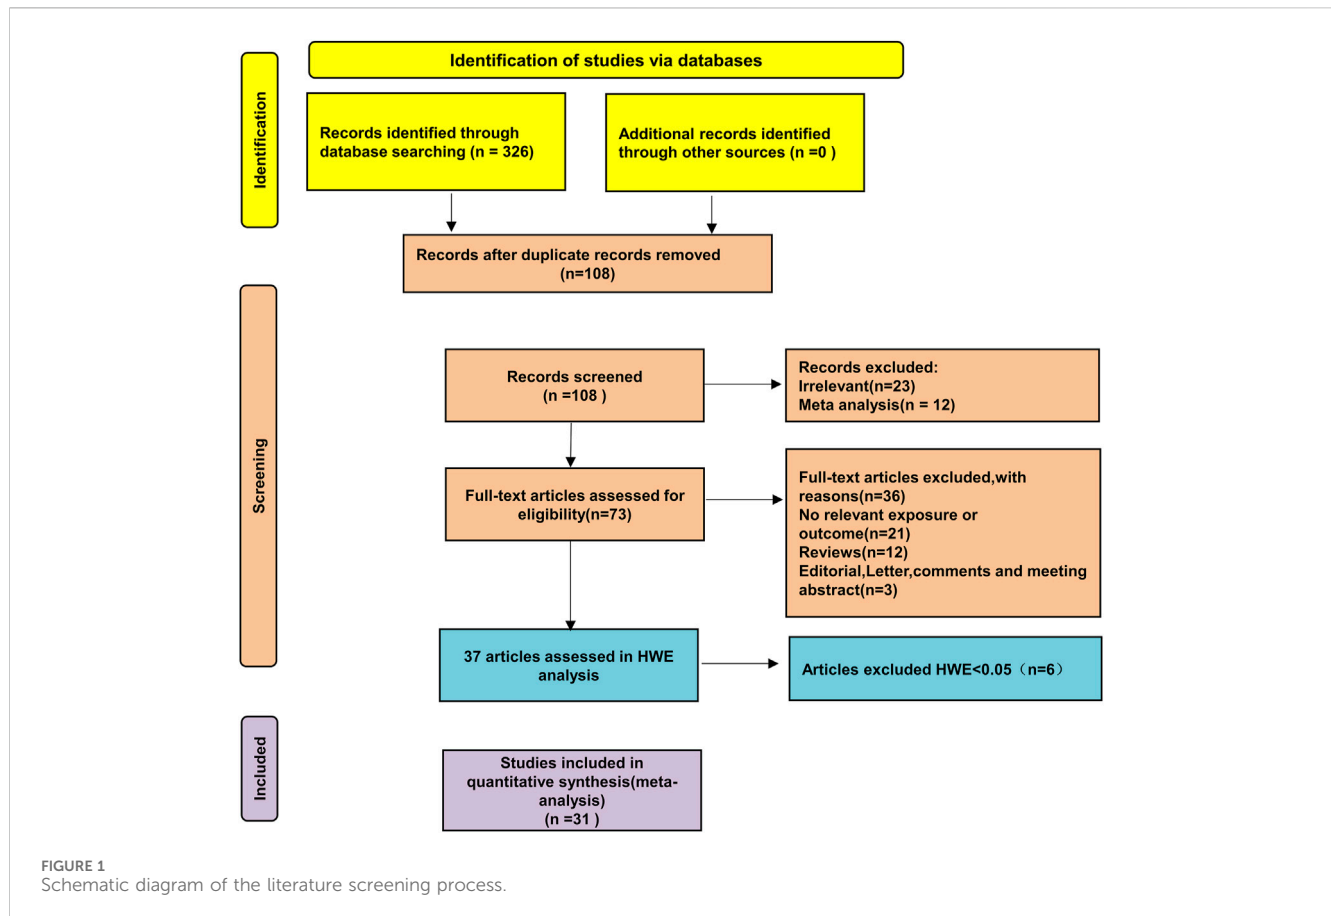 Identification of studies via databases
Identification
Records identified through
database searching (n = 326)
Additional records identified
through other sources (n =0 )
Records after duplicate records removed
(n=108)
Screening
Records screened
(n =108 )
Records excluded:
Irrelevant(n=23)
Meta analysis(n = 12)
Full-text articles assessed for
eligibility(n=73)
Full-text articles excluded,with
reasons(n=36)
No relevant exposure or
outcome(n=21)
Reviews(n=12)
Editorial,Letter,comments and meeting
abstract(n=3)
37 articles assessed in HWE
analysis
Articles excluded HWE<0.05（n=6）
Included
Studies included in
quantitative synthesis(meta-
analysis)
(n =31 )
FIGURE 1
Schematic diagram of the literature screening process.